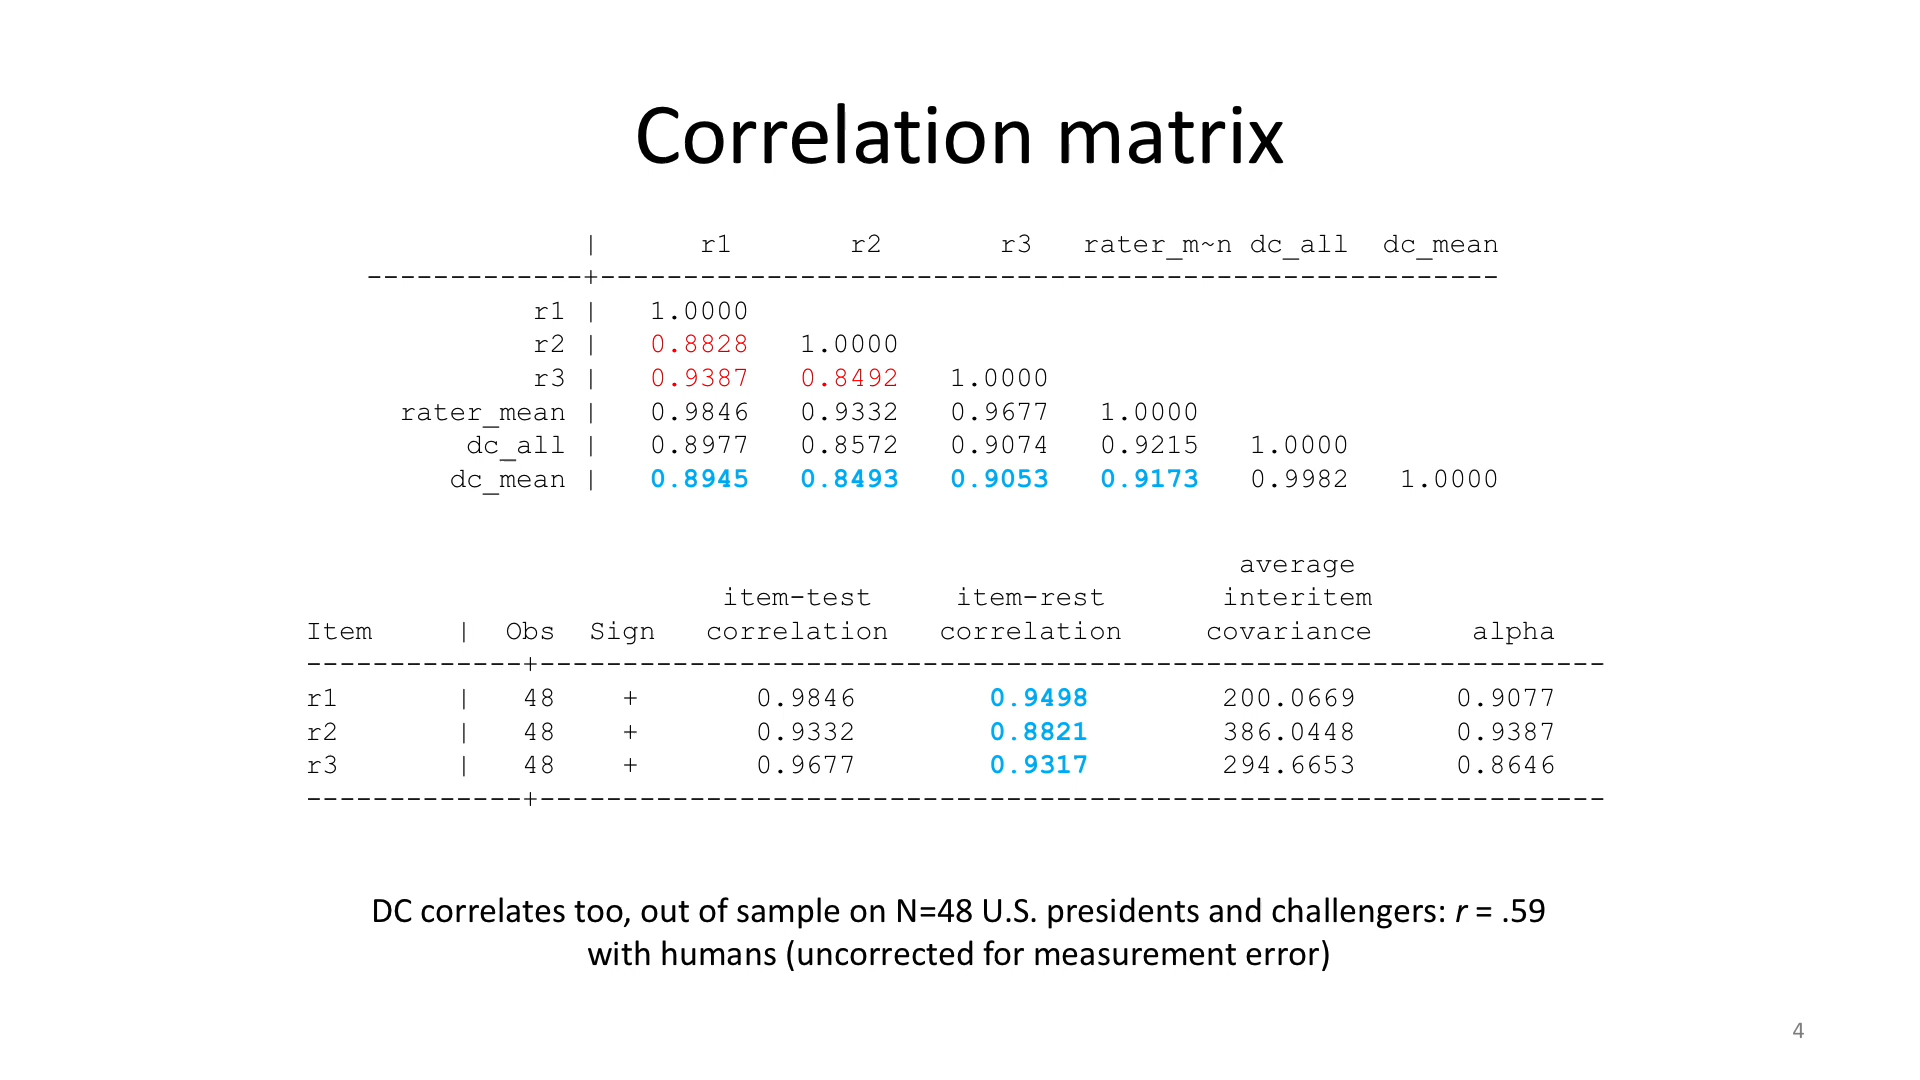 Correlation matrix
| r1 r2 r3 rater_m~n dc_all dc_mean
-------------+------------------------------------------------------
r1 | 1.0000
r2 | 0.8828 1.0000
r3 | 0.9387 0.8492 1.0000
rater_mean | 0.9846 0.9332 0.9677 1.0000
dc_all | 0.8977 0.8572 0.9074 0.9215 1.0000
dc_mean | 0.8945 0.8493 0.9053 0.9173 0.9982 1.0000
average
item-test item-rest interitem
Item | Obs Sign correlation correlation covariance alpha
-------------+----------------------------------------------------------------
r1 | 48 + 0.9846 0.9498 200.0669 0.9077
r2 | 48 + 0.9332 0.8821 386.0448 0.9387
r3 | 48 + 0.9677 0.9317 294.6653 0.8646
-------------+----------------------------------------------------------------
DC correlates too, out of sample on N=48 U.S. presidents and challengers: r = .59
with humans (uncorrected for measurement error)
4